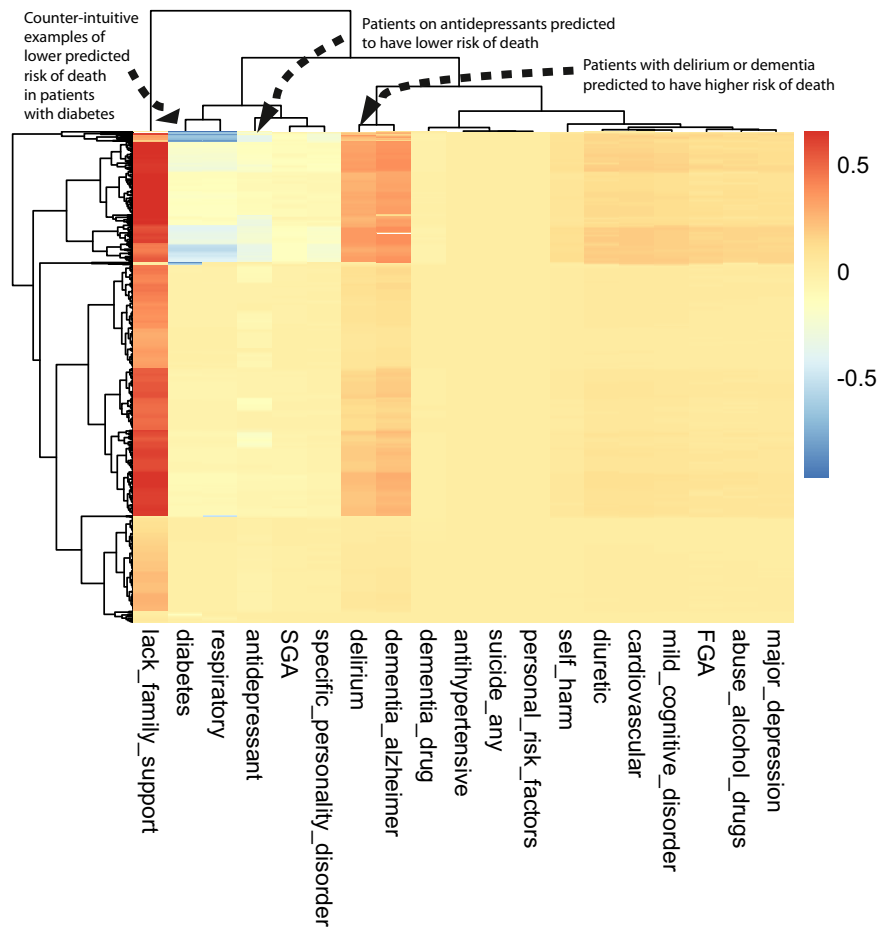 Counter-intuitive
examples of
lower predicted
risk of death
in patients
with diabetes
Patients on antidepressants predicted
to have lower risk of death
Patients with delirium or dementia
predicted to have higher risk of death
0.5
0
-0.5
lack_family_support
diabetes
respiratory
antidepressant
SGA
specific_personality_disorder
delirium
dementia_alzheimer
dementia_drug
antihypertensive
suicide_any
personal_risk_factors
self_harm
diuretic
cardiovascular
mild_cognitive_disorder
FGA
abuse_alcohol_drugs
major_depression